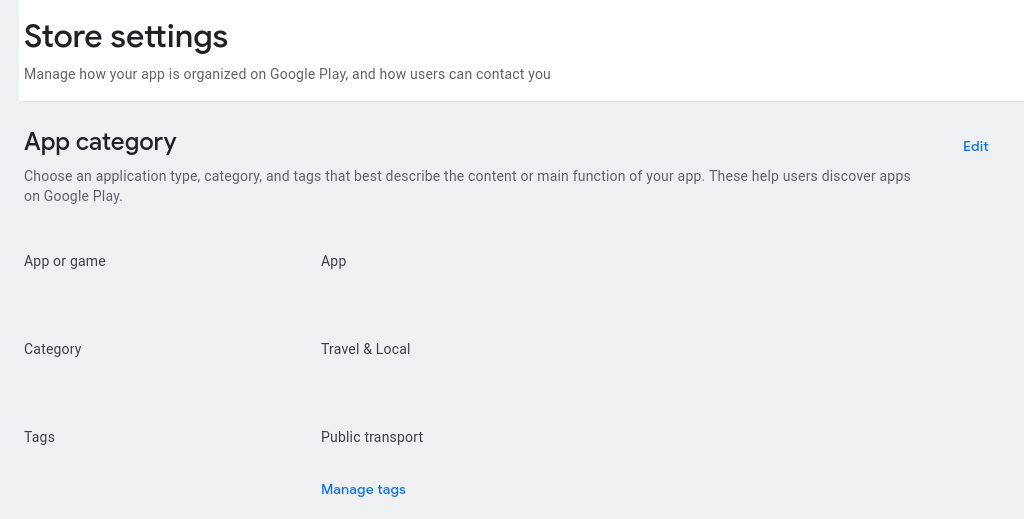 Store settings
Manage how your app is organized on Google Play, and how users can contact you
App category
Edit
Choose an application type, category, and tags that best describe the content or main function of your app. These help users discover apps
on Google Play.
App or game
App
Category
Travel & Local
Tags
Public transport
Manage tags